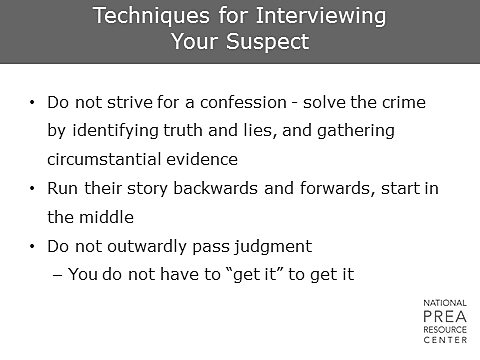 Techniques for Interviewing
Your Suspect
• Do not strive for a confession - solve the crime
by identifying truth and lies, and gathering
circumstantial evidence
• Run their story backwards and forwards, start in
the middle
• Do not outwardly pass judgment
– You do not have to “get it” to get it
NATIONAL
PREA
RESOURCE
CENTER